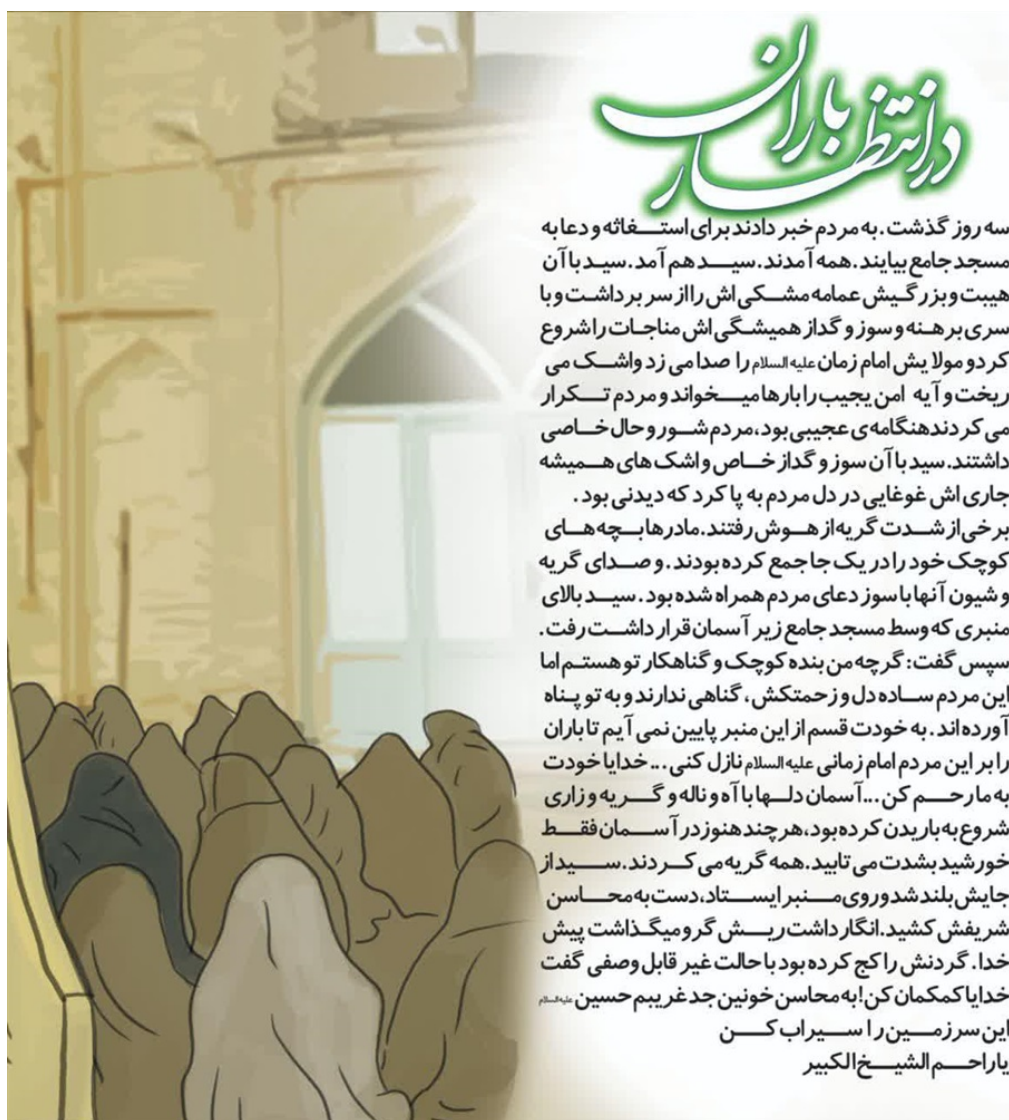 در انتظار باران
سه روز گذشت. به مردم خبر دادند برای استغاثه و دعا به
مسجد جامع بیایند. همه آمدند. سید هم آمد. سید با آن
هیبت و بزرگیش عمامه مشکی اش را از سر برداشت و با
سری برهنه و سوز و گداز همیشگی اش مناجات را شروع
کرد و مولایش امام زمان علیه السلام را صدا می زد و اشک می
ریخت و آیه امن یجیب را بارها میخواند و مردم تکرار
می کردند هنگامه ی عجیبی بود، مردم شور و حال خاصی
داشتند. سید با آن سوز و گداز خاص و اشک های همیشه
جاری اش غوغایی در دل مردم به پا کرد که دیدنی بود.
برخی از شدت گریه از هوش رفتند. مادرها بچه های
کوچک خود را در یک جا جمع کرده بودند. و صدای گریه
و شیون آنها با سوز دعای مردم همراه شده بود. سید بالای
منبری که وسط مسجد جامع زیر آسمان قرار داشت رفت.
سپس گفت: گرچه من بنده کوچک و گناهکار تو هستم اما
این مردم ساده دل و زحمتکش، گناهی ندارند و به تو پناه
آورده اند. به خودت قسم از این منبر پایین نمی آیم تا باران
را بر این مردم امام زمانی علیه السلام نازل کنی... خدایا خودت
به ما رحم کن... آسمان دلها با آه و ناله و گریه و زاری
شروع به باریدن کرده بود، هر چند هنوز در آسمان فقط
خورشید بشدت می تابید. همه گریه می کردند. سید از
جایش بلند شد و روی منبر ایستاد، دست به محاسن
شریفش کشید. انگار داشت ریش گرو میگذاشت پیش
خدا. گردنش را کج کرده بود با حالت غیر قابل وصفی گفت
خدایا کمکمان کن! به محاسن خونین جد غریبم حسین علیه السلام
این سرزمین را سیراب کن
یا راحم الشیخ الکبیر